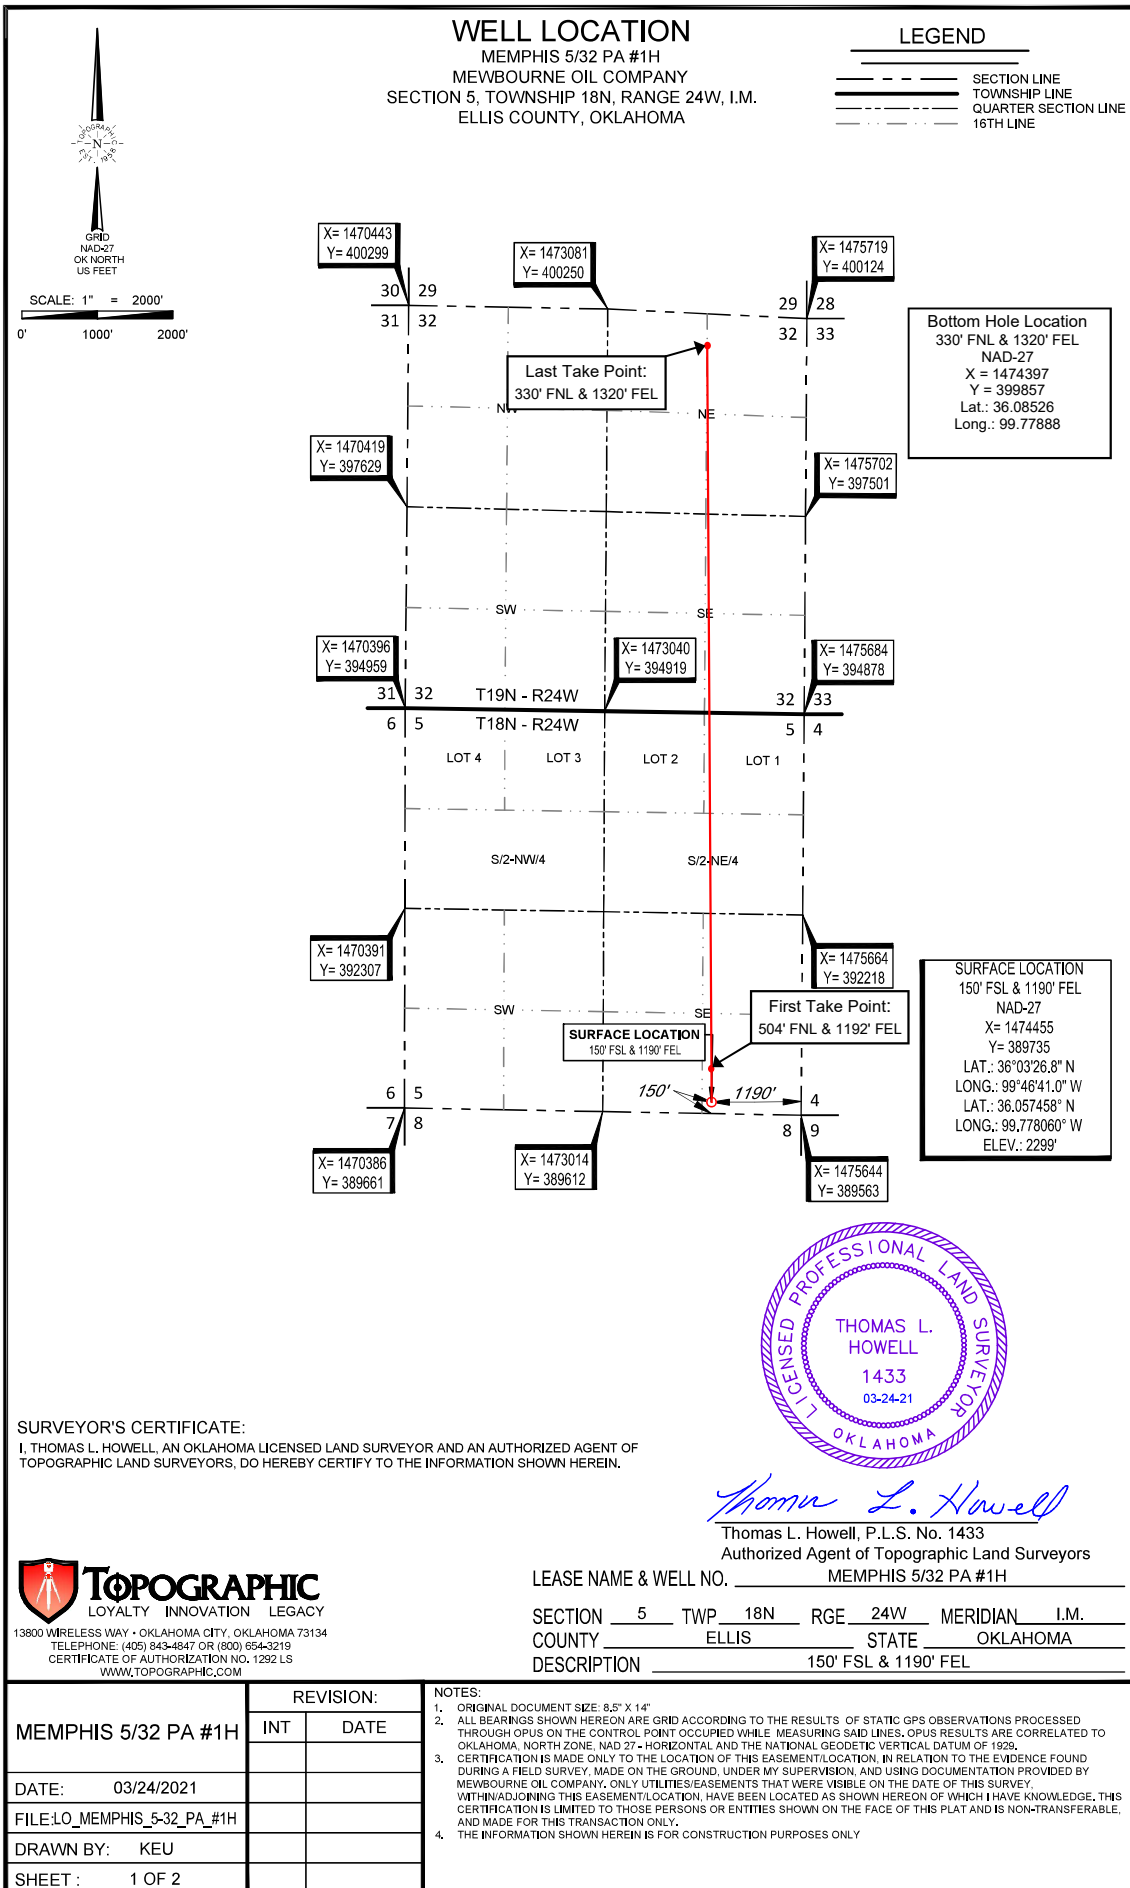 WELL LOCATION
MEMPHIS 5/32 PA #1H
MEWBOURNE OIL COMPANY
SECTION 5, TOWNSHIP 18N, RANGE 24W, I.M.
ELLIS COUNTY, OKLAHOMA
LEGEND
SECTION LINE
TOWNSHIP LINE
QUARTER SECTION LINE
16TH LINE
TOPOGRAPHIC
N
EST. 1958
GRID
NAD-27
OK NORTH
US FEET
SCALE: 1" = 2000'
0' 1000' 2000'
X= 1470443
Y= 400299
X= 1473081
Y= 400250
X= 1475719
Y= 400124
30 29
31 32
29 28
32 33
Bottom Hole Location
330' FNL & 1320' FEL
NAD-27
X = 1474397
Y = 399857
Lat.: 36.08526
Long.: 99.77888
Last Take Point:
330' FNL & 1320' FEL
NW
NE
X= 1470419
Y= 397629
X= 1475702
Y= 397501
SW
SE
X= 1470396
Y= 394959
X= 1473040
Y= 394919
X= 1475684
Y= 394878
31 32
T19N - R24W
32 33
6 5
T18N - R24W
5 4
LOT 4
LOT 3
LOT 2
LOT 1
S/2-NW/4
S/2-NE/4
X= 1470391
Y= 392307
X= 1475664
Y= 392218
SURFACE LOCATION
150' FSL & 1190' FEL
NAD-27
X= 1474455
Y= 389735
LAT.: 36°03'26.8" N
LONG.: 99°46'41.0" W
LAT.: 36.057458° N
LONG.: 99.778060° W
ELEV.: 2299'
SW
SE
First Take Point:
504' FNL & 1192' FEL
SURFACE LOCATION
150' FSL & 1190' FEL
150'
1190'
6 5
7 8
4
8 9
X= 1470386
Y= 389661
X= 1473014
Y= 389612
X= 1475644
Y= 389563
LICENSED PROFESSIONAL LAND SURVEYOR
THOMAS L.
HOWELL
1433
03-24-21
OKLAHOMA
SURVEYOR'S CERTIFICATE:
I, THOMAS L. HOWELL, AN OKLAHOMA LICENSED LAND SURVEYOR AND AN AUTHORIZED AGENT OF
TOPOGRAPHIC LAND SURVEYORS, DO HEREBY CERTIFY TO THE INFORMATION SHOWN HEREIN.
Thomas L. Howell
Thomas L. Howell, P.L.S. No. 1433
Authorized Agent of Topographic Land Surveyors
TOPOGRAPHIC
LOYALTY INNOVATION LEGACY
13800 WIRELESS WAY • OKLAHOMA CITY, OKLAHOMA 73134
TELEPHONE: (405) 843-4847 OR (800) 654-3219
CERTIFICATE OF AUTHORIZATION NO. 1292 LS
WWW.TOPOGRAPHIC.COM
LEASE NAME & WELL NO. MEMPHIS 5/32 PA #1H
SECTION 5 TWP 18N RGE 24W MERIDIAN I.M.
COUNTY ELLIS STATE OKLAHOMA
DESCRIPTION 150' FSL & 1190' FEL
MEMPHIS 5/32 PA #1H
REVISION:
INT DATE
DATE: 03/24/2021
FILE:LO_MEMPHIS_5-32_PA_#1H
DRAWN BY: KEU
SHEET : 1 OF 2
NOTES:
1. ORIGINAL DOCUMENT SIZE: 8.5" X 14"
2. ALL BEARINGS SHOWN HEREON ARE GRID ACCORDING TO THE RESULTS OF STATIC GPS OBSERVATIONS PROCESSED
THROUGH OPUS ON THE CONTROL POINT OCCUPIED WHILE MEASURING SAID LINES. OPUS RESULTS ARE CORRELATED TO
OKLAHOMA, NORTH ZONE, NAD 27 - HORIZONTAL AND THE NATIONAL GEODETIC VERTICAL DATUM OF 1929.
3. CERTIFICATION IS MADE ONLY TO THE LOCATION OF THIS EASEMENT/LOCATION, IN RELATION TO THE EVIDENCE FOUND
DURING A FIELD SURVEY, MADE ON THE GROUND, UNDER MY SUPERVISION, AND USING DOCUMENTATION PROVIDED BY
MEWBOURNE OIL COMPANY. ONLY UTILITIES/EASEMENTS THAT WERE VISIBLE ON THE DATE OF THIS SURVEY,
WITHIN/ADJOINING THIS EASEMENT/LOCATION, HAVE BEEN LOCATED AS SHOWN HEREON OF WHICH I HAVE KNOWLEDGE. THIS
CERTIFICATION IS LIMITED TO THOSE PERSONS OR ENTITIES SHOWN ON THE FACE OF THIS PLAT AND IS NON-TRANSFERABLE,
AND MADE FOR THIS TRANSACTION ONLY.
4. THE INFORMATION SHOWN HEREIN IS FOR CONSTRUCTION PURPOSES ONLY